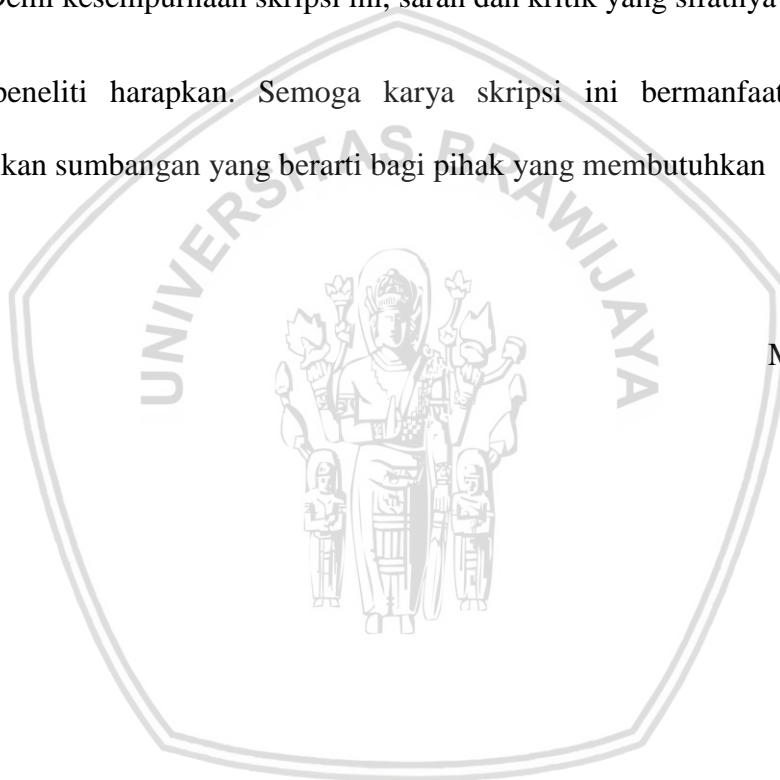 kesempurnaan skripsi ini, saran dan kritik yang sifatnya
peneliti harapkan. Semoga karya skripsi ini bermanfaat
kan sumbangan yang berarti bagi pihak yang membutuhkan
UNIVERSITAS BRAWIJAYA
M